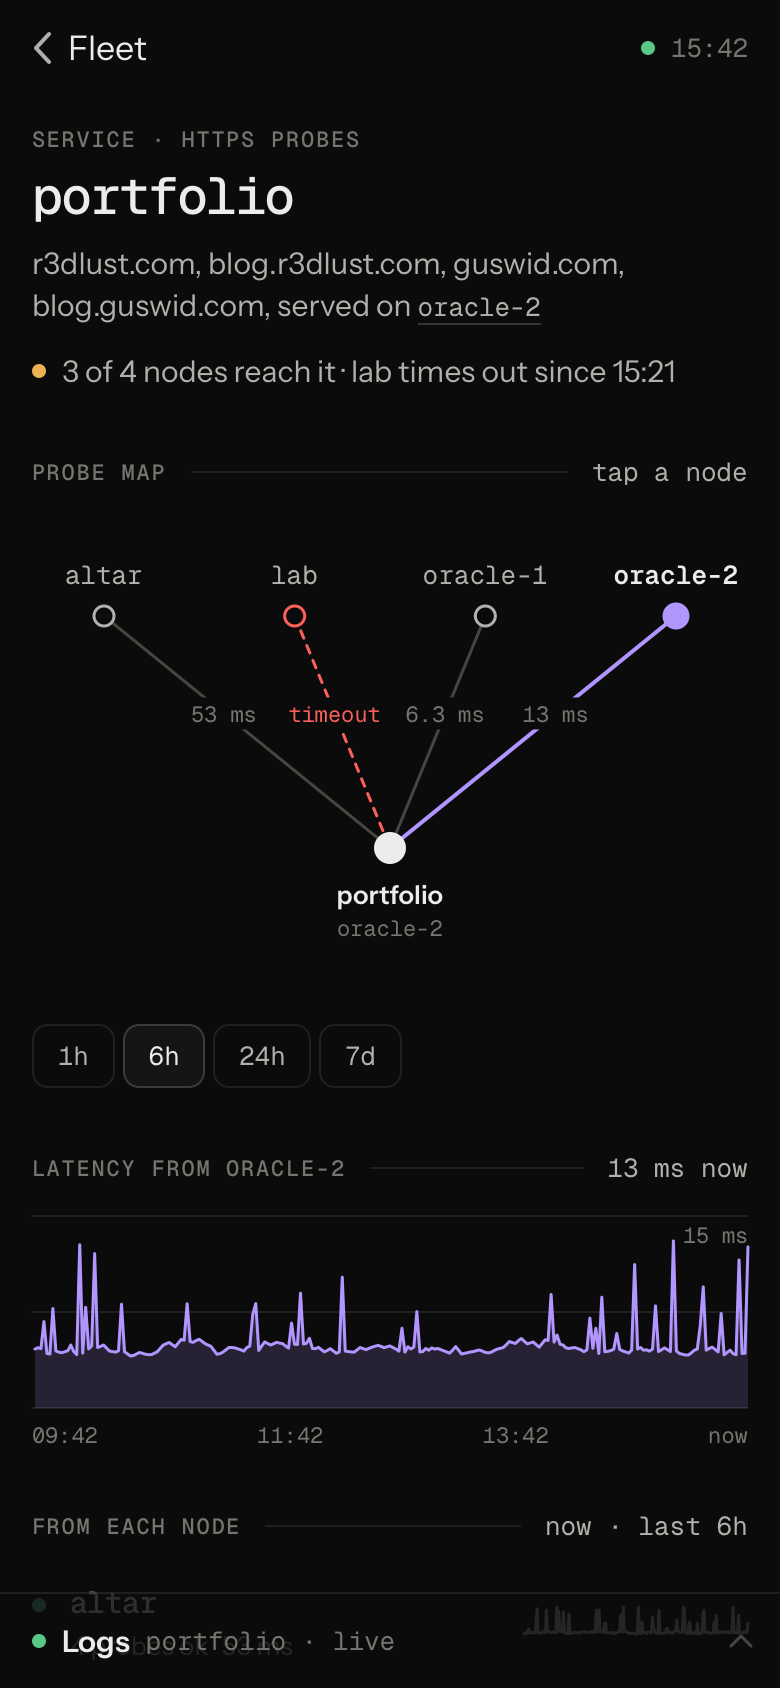 Fleet
15:42
SERVICE · HTTPS PROBES
portfolio
r3dlust.com, blog.r3dlust.com, guswid.com,
blog.guswid.com, served on oracle-2
3 of 4 nodes reach it · lab times out since 15:21
PROBE MAP
tap a node
altar
lab
oracle-1
oracle-2
53 ms
timeout
6.3 ms
13 ms
portfolio
oracle-2
1h
6h
24h
7d
LATENCY FROM ORACLE-2
13 ms now
15 ms
09:42
11:42
13:42
now
FROM EACH NODE
now · last 6h
altar
Logs portfolio · live